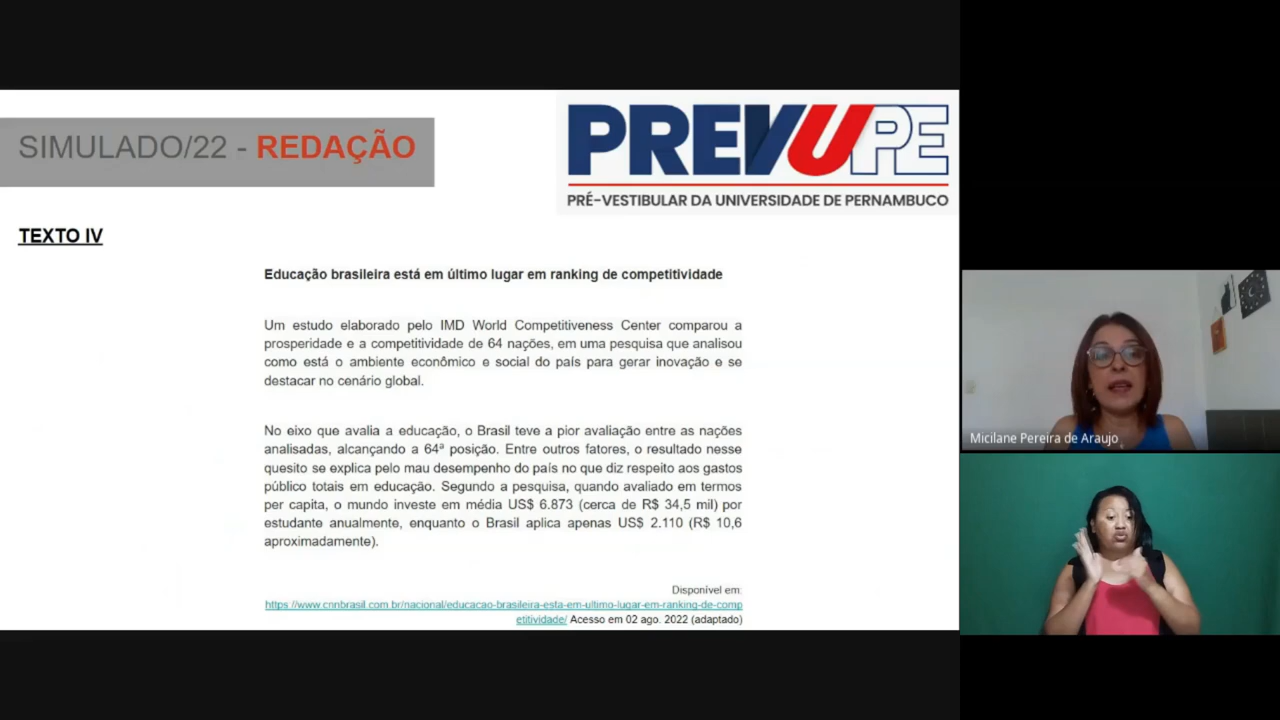 SIMULADO/22 - REDAÇÃO
PREVUPE
PRÉ-VESTIBULAR DA UNIVERSIDADE DE PERNAMBUCO
TEXTO IV
Educação brasileira está em último lugar em ranking de competitividade
Um estudo elaborado pelo IMD World Competitiveness Center comparou a
prosperidade e a competitividade de 64 nações, em uma pesquisa que analisou
como está o ambiente econômico e social do país para gerar inovação e se
destacar no cenário global.
No eixo que avalia a educação, o Brasil teve a pior avaliação entre as nações
analisadas, alcançando a 64ª posição. Entre outros fatores, o resultado nesse
quesito se explica pelo mau desempenho do país no que diz respeito aos gastos
público totais em educação. Segundo a pesquisa, quando avaliado em termos
per capita, o mundo investe em média US$ 6.873 (cerca de R$ 34,5 mil) por
estudante anualmente, enquanto o Brasil aplica apenas US$ 2.110 (R$ 10,6
aproximadamente).
Disponível em:
https://www.cnnbrasil.com.br/nacional/educacao-brasileira-esta-em-ultimo-lugar-em-ranking-de-comp
etitividade/ Acesso em 02 ago. 2022 (adaptado)
Micilane Pereira de Araujo